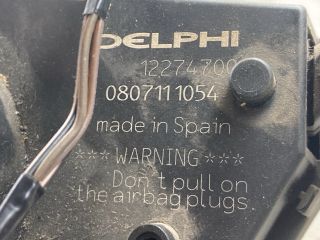 DELPHI
12274700
0807111054
made in Spain
*** WARNING ***
Don't pull on
the airbag plugs.